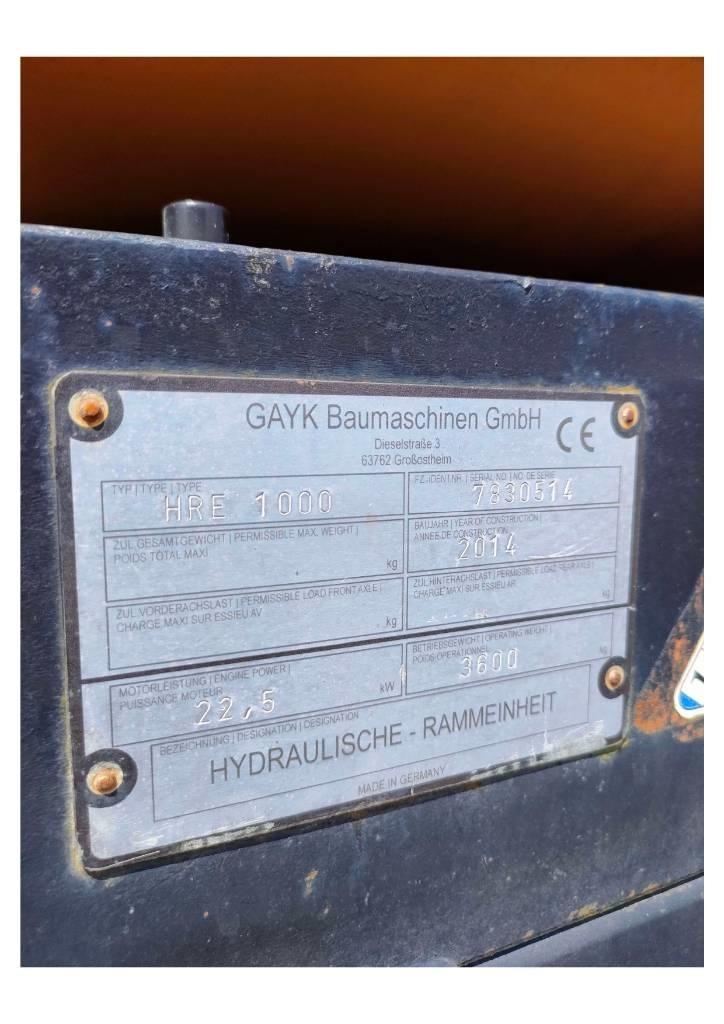 GAYK Baumaschinen GmbH
CE
Dieselstraße 3
63762 Großostheim
TYP | TYPE | TYPE
HRE 1000
FZ-IDENT.NR. | SERIAL NO. | NO. DE SERIE
7830514
ZUL. GESAMTGEWICHT | PERMISSIBLE MAX. WEIGHT |
POIDS TOTAL MAXI
kg
BAUJAHR | YEAR OF CONSTRUCTION |
ANNEE DE CONSTRUCTION
2014
ZUL. VORDERACHSLAST | PERMISSIBLE LOAD FRONT AXLE |
CHARGE MAXI SUR ESSIEU AV
kg
ZUL.HINTERACHSLAST | PERMISSIBLE LOAD REAR AXLE |
CHARGE MAXI SUR ESSIEU AR
kg
MOTORLEISTUNG | ENGINE POWER |
PUISSANCE MOTEUR
22,5
kW
BETRIEBSGEWICHT | OPERATING WEIGHT |
POIDS OPERATIONNEL
3600
kg
BEZEICHNUNG | DESIGNATION | DESIGNATION
HYDRAULISCHE - RAMMEINHEIT
MADE IN GERMANY